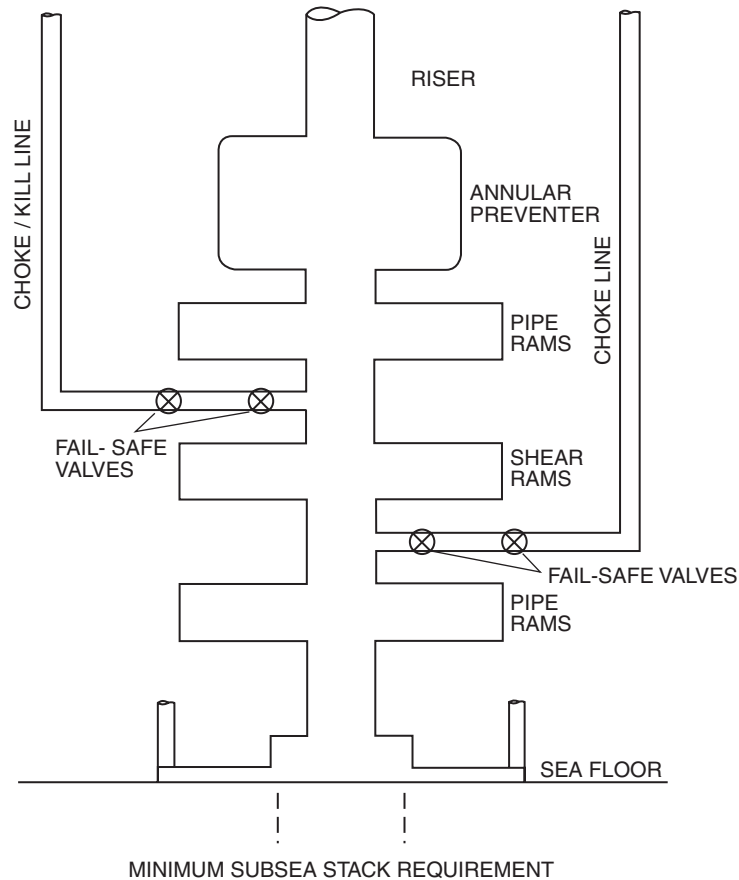 RISER
CHOKE / KILL LINE
ANNULAR
PREVENTER
CHOKE LINE
PIPE
RAMS
FAIL- SAFE
VALVES
SHEAR
RAMS
FAIL-SAFE VALVES
PIPE
RAMS
SEA FLOOR
MINIMUM SUBSEA STACK REQUIREMENT